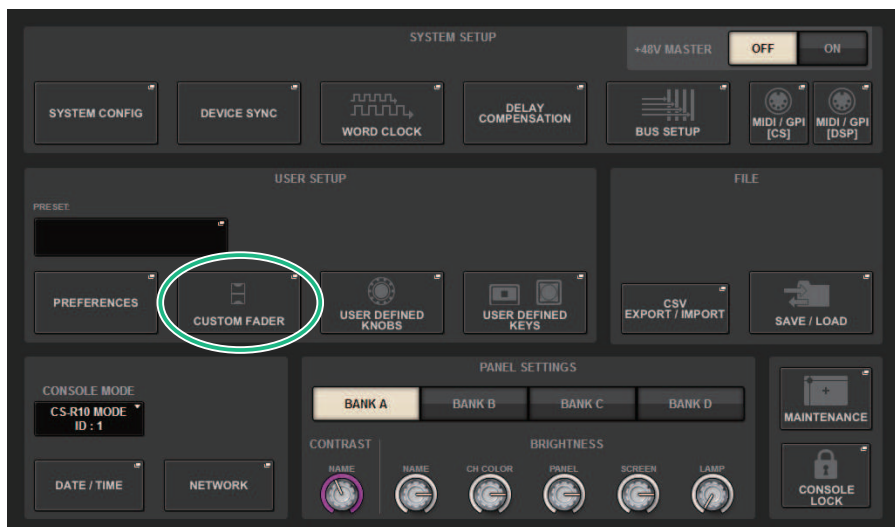 SYSTEM SETUP
+48V MASTER
OFF
ON
SYSTEM CONFIG
DEVICE SYNC
WORD CLOCK
DELAY
COMPENSATION
BUS SETUP
MIDI / GPI
[CS]
MIDI / GPI
[DSP]
USER SETUP
PRESET
PREFERENCES
CUSTOM FADER
USER DEFINED
KNOBS
USER DEFINED
KEYS
FILE
CSV
EXPORT / IMPORT
SAVE / LOAD
CONSOLE MODE
CS-R10 MODE
ID : 1
DATE / TIME
NETWORK
PANEL SETTINGS
BANK A
BANK B
BANK C
BANK D
CONTRAST
BRIGHTNESS
NAME
NAME
CH COLOR
PANEL
SCREEN
LAMP
MAINTENANCE
CONSOLE
LOCK